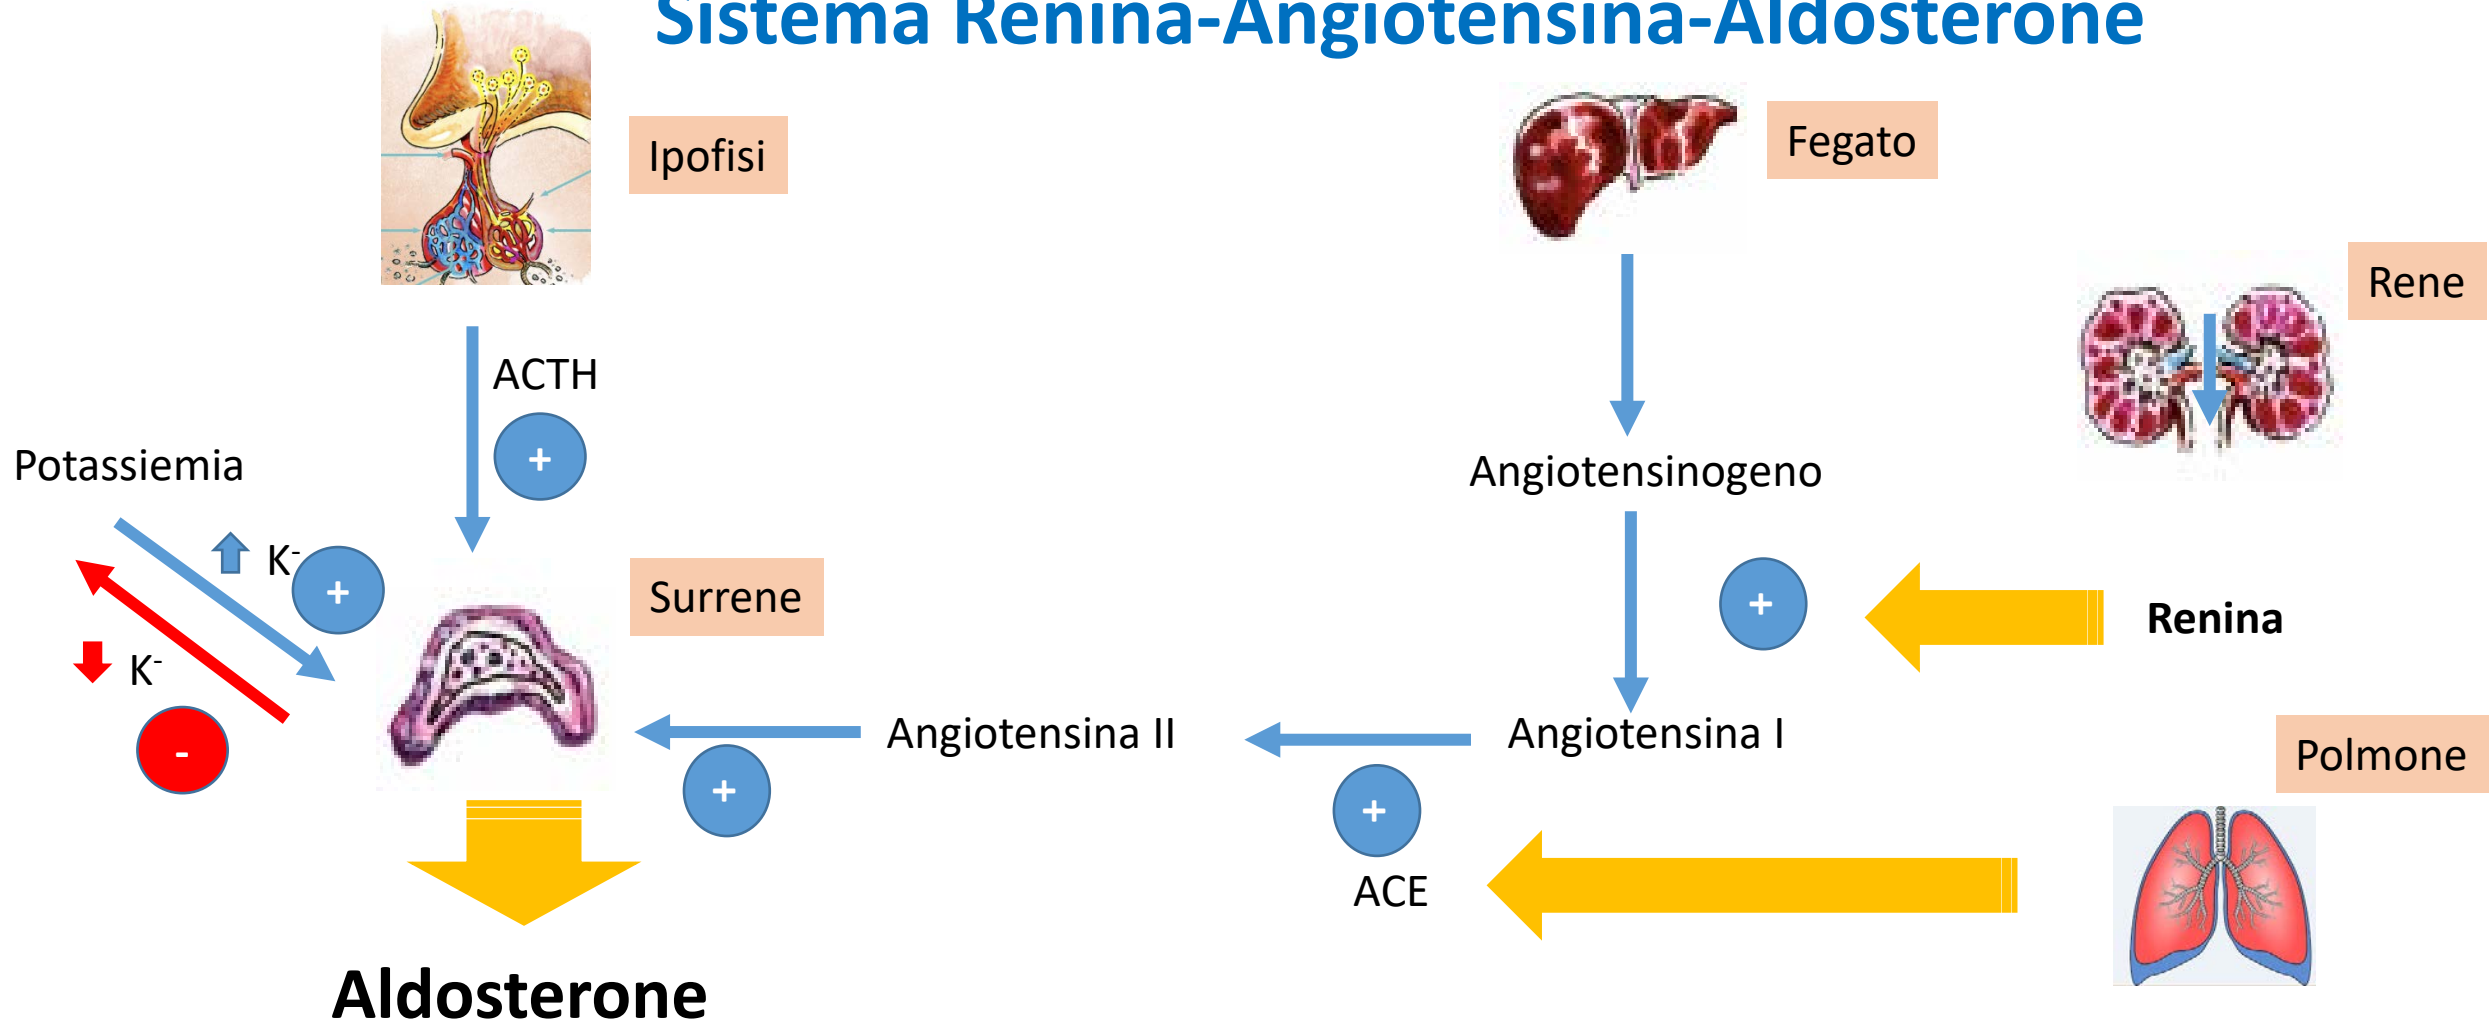 Sistema Renina-Angiotensina-Aldosterone
Ipofisi
Fegato
Rene
ACTH
+
Potassiemia
Angiotensinogeno
K-
+
Surrene
+
Renina
K-
-
Angiotensina II
Angiotensina I
Polmone
+
+
ACE
Aldosterone